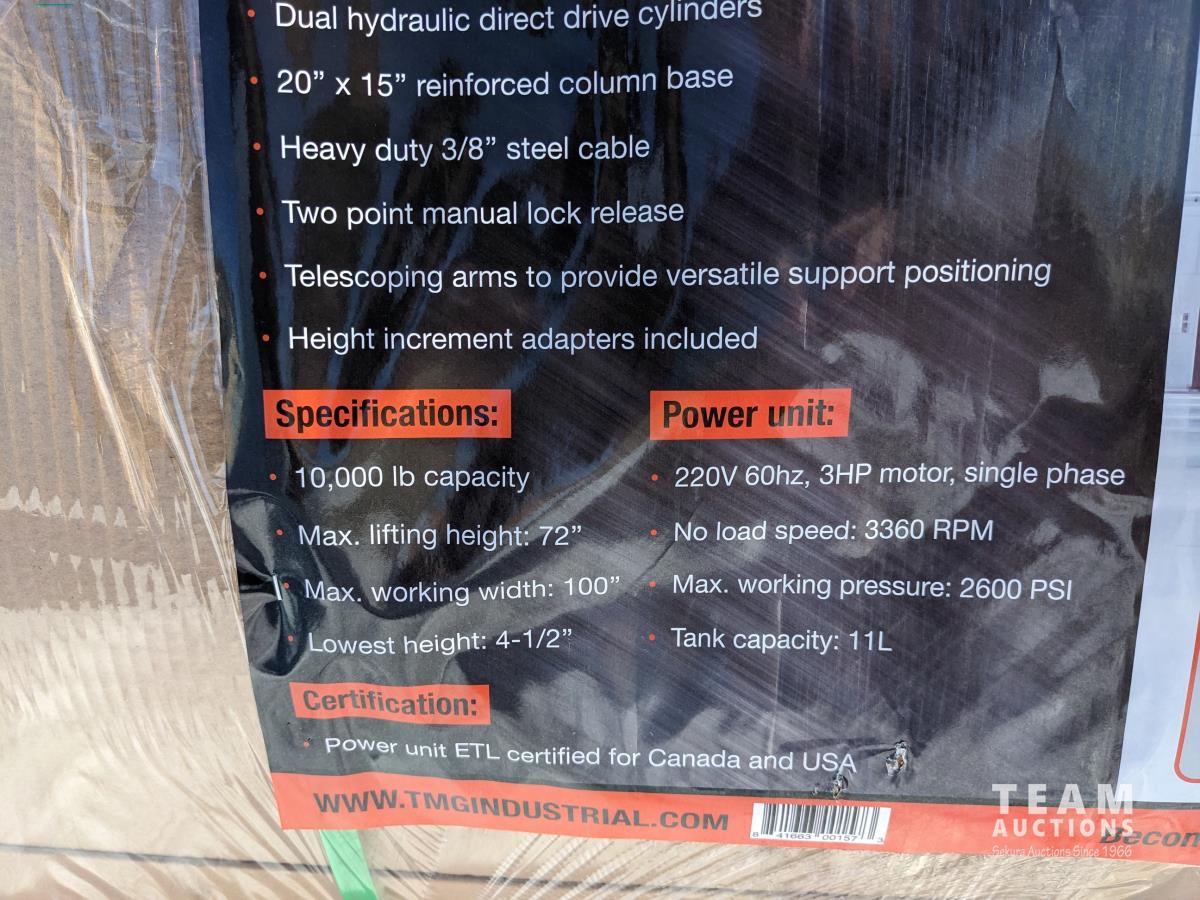 • Dual hydraulic direct drive cylinders
• 20” x 15” reinforced column base
• Heavy duty 3/8” steel cable
• Two point manual lock release
• Telescoping arms to provide versatile support positioning
• Height increment adapters included
Specifications:
• 10,000 lb capacity
• Max. lifting height: 72”
• Max. working width: 100”
• Lowest height: 4-1/2”
Power unit:
• 220V 60hz, 3HP motor, single phase
• No load speed: 3360 RPM
• Max. working pressure: 2600 PSI
• Tank capacity: 11L
Certification:
• Power unit ETL certified for Canada and USA
WWW.TMGINDUSTRIAL.COM
8 41663 00157 3
TEAM
AUCTIONS
Sekura Auctions Since 1966